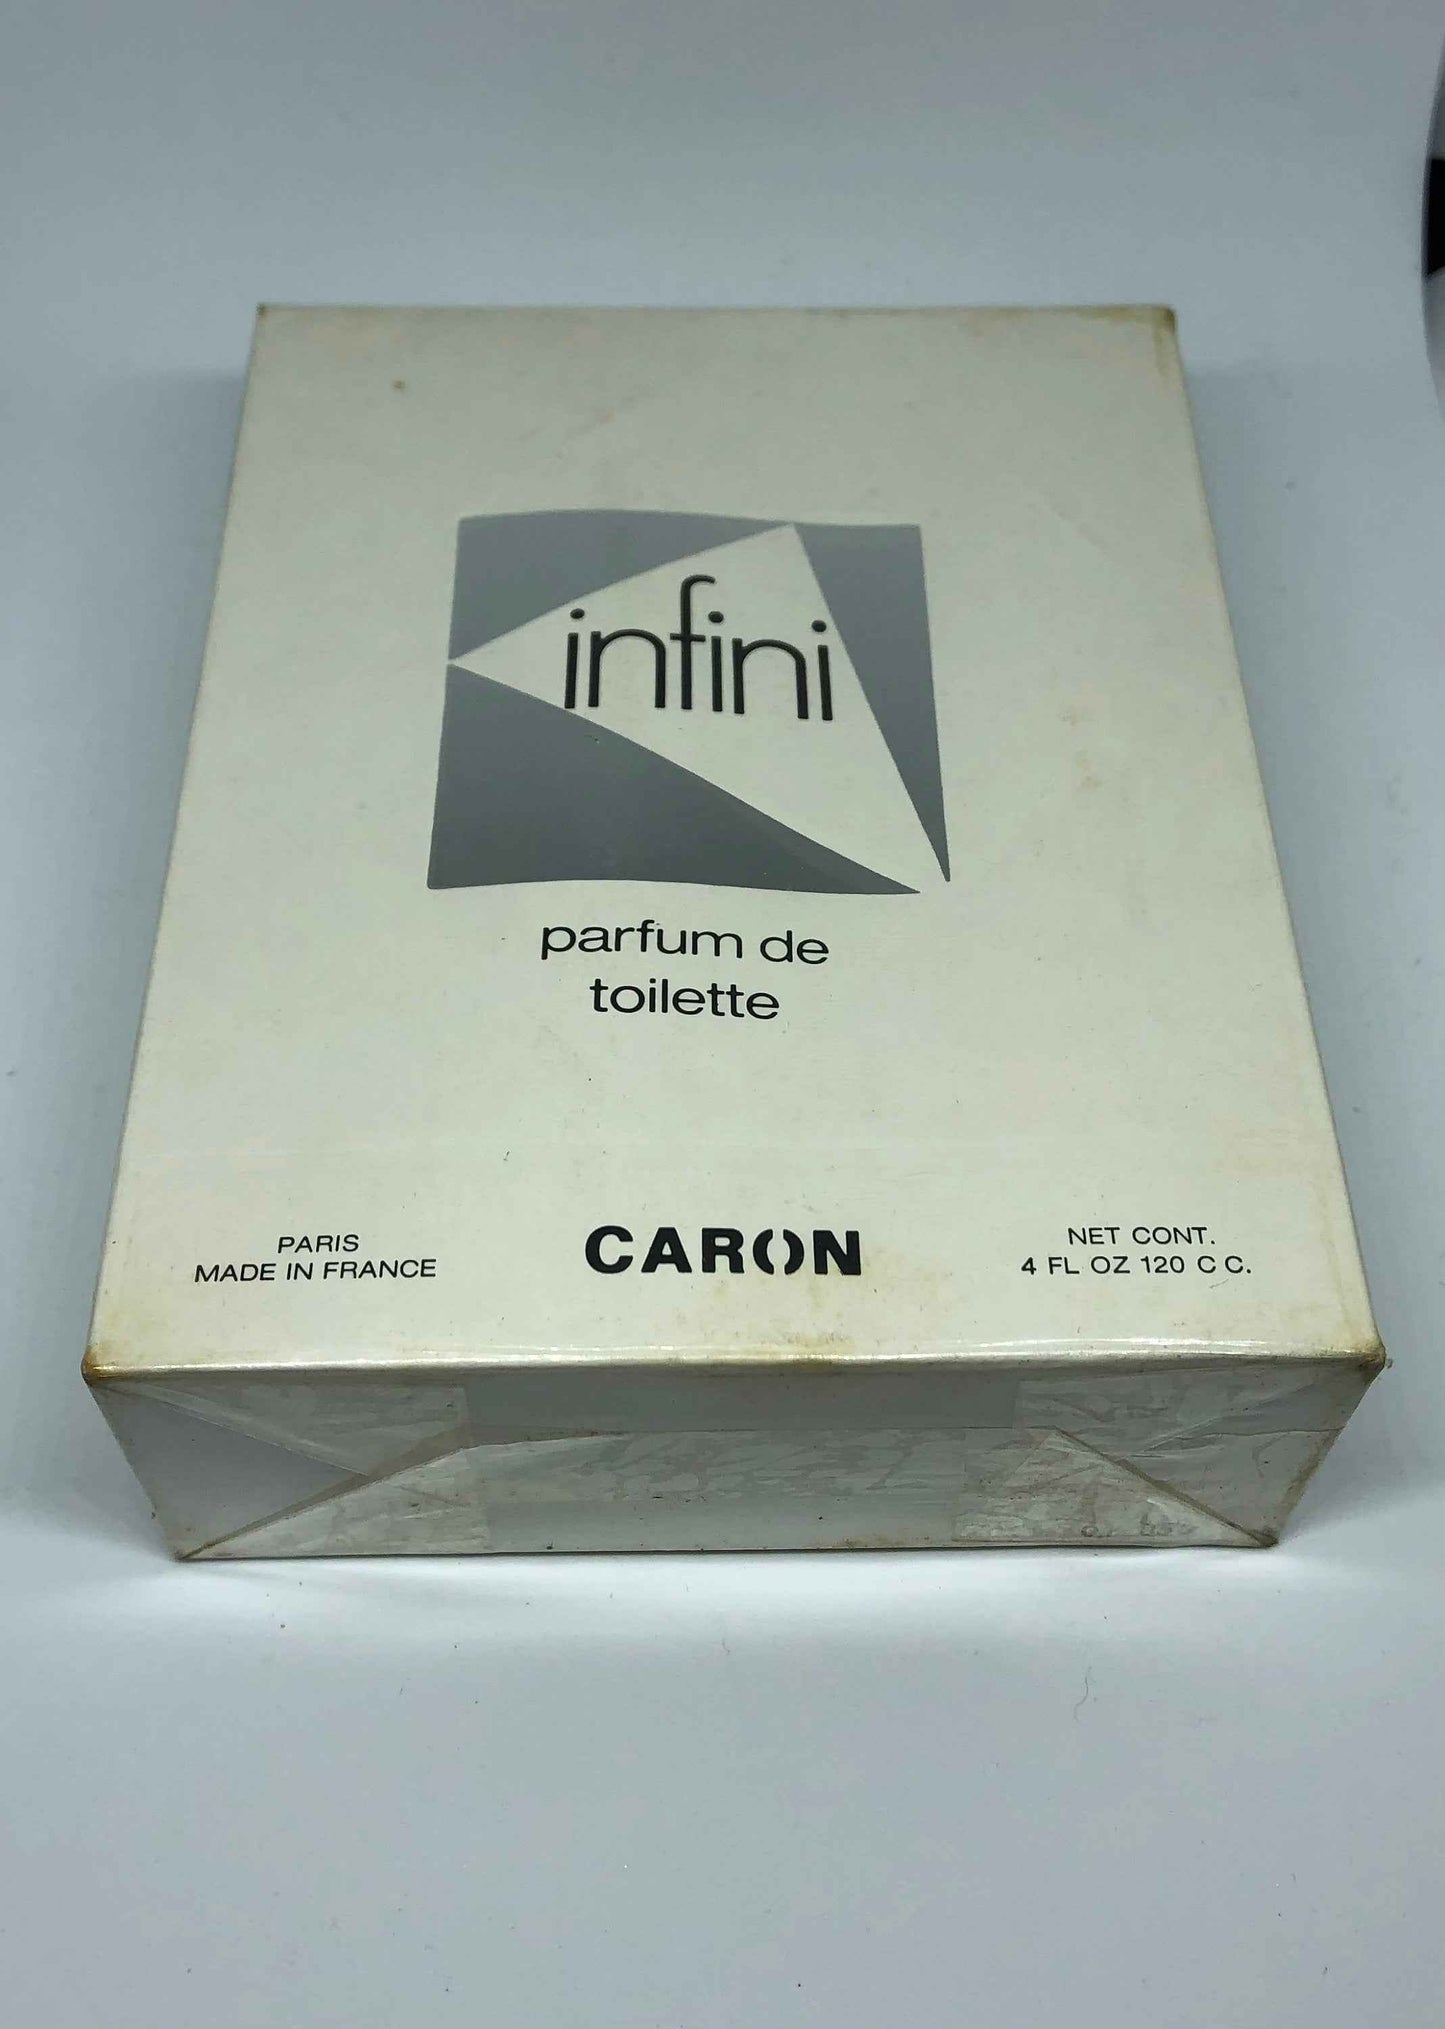 infini
parfum de
toilette
PARIS
MADE IN FRANCE
CARON
NET CONT.
4 FL OZ 120 C C.